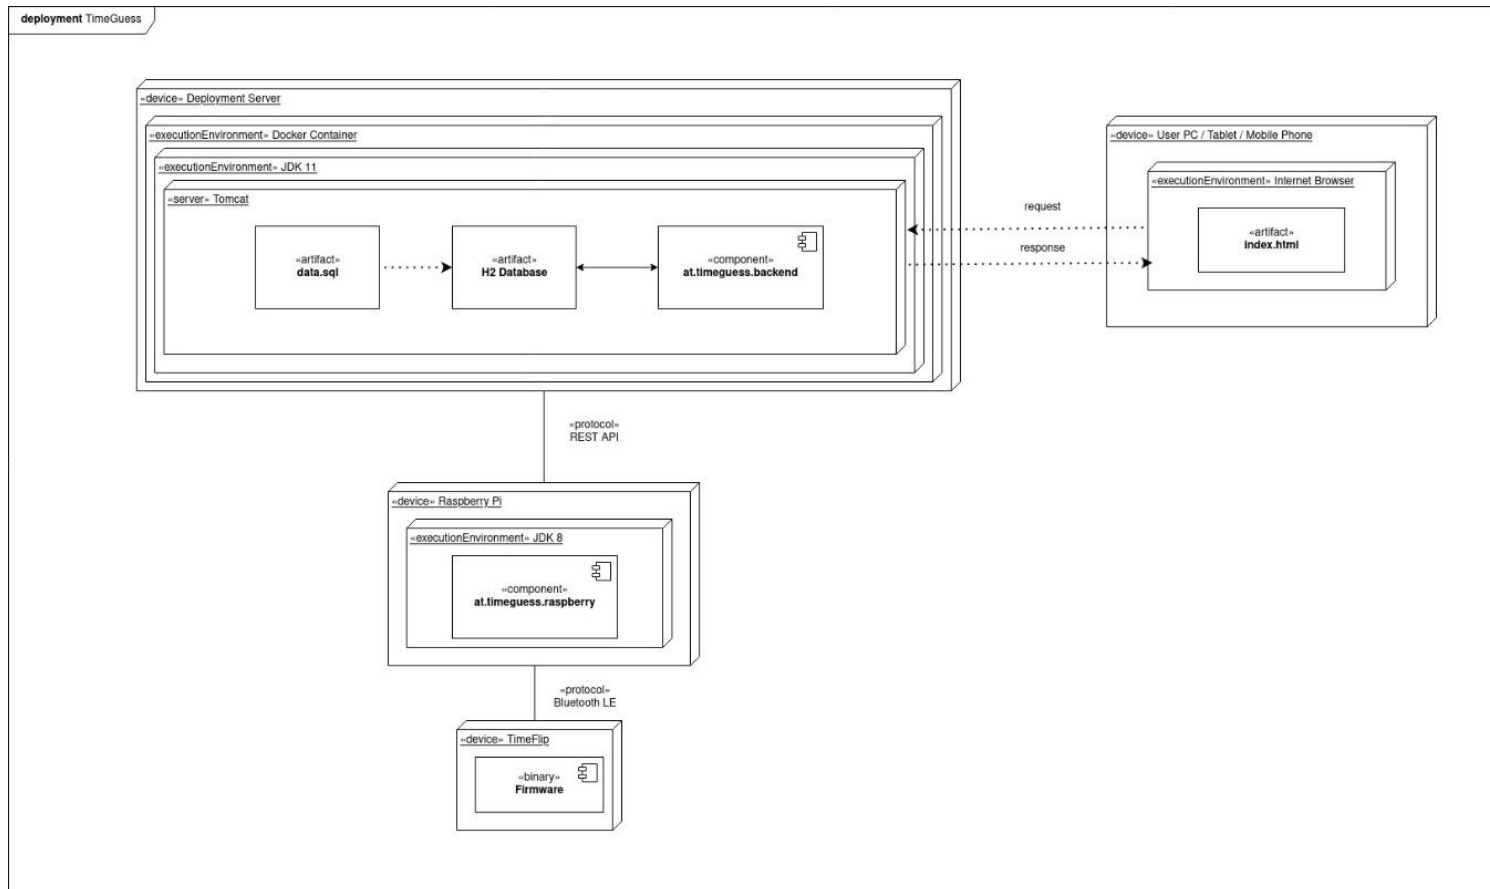 deployment TimeGuess
«device» Deployment Server
«executionEnvironment» Docker Container
«executionEnvironment» JDK 11
«server» Tomcat
«artifact»
data.sql
«artifact»
H2 Database
«component»
at.timeguess.backend
request
response
«device» User PC / Tablet / Mobile Phone
«executionEnvironment» Internet Browser
«artifact»
index.html
«protocol»
REST API
«device» Raspberry Pi
«executionEnvironment» JDK 8
«component»
at.timeguess.raspberry
«protocol»
Bluetooth LE
«device» TimeFlip
«binary»
Firmware